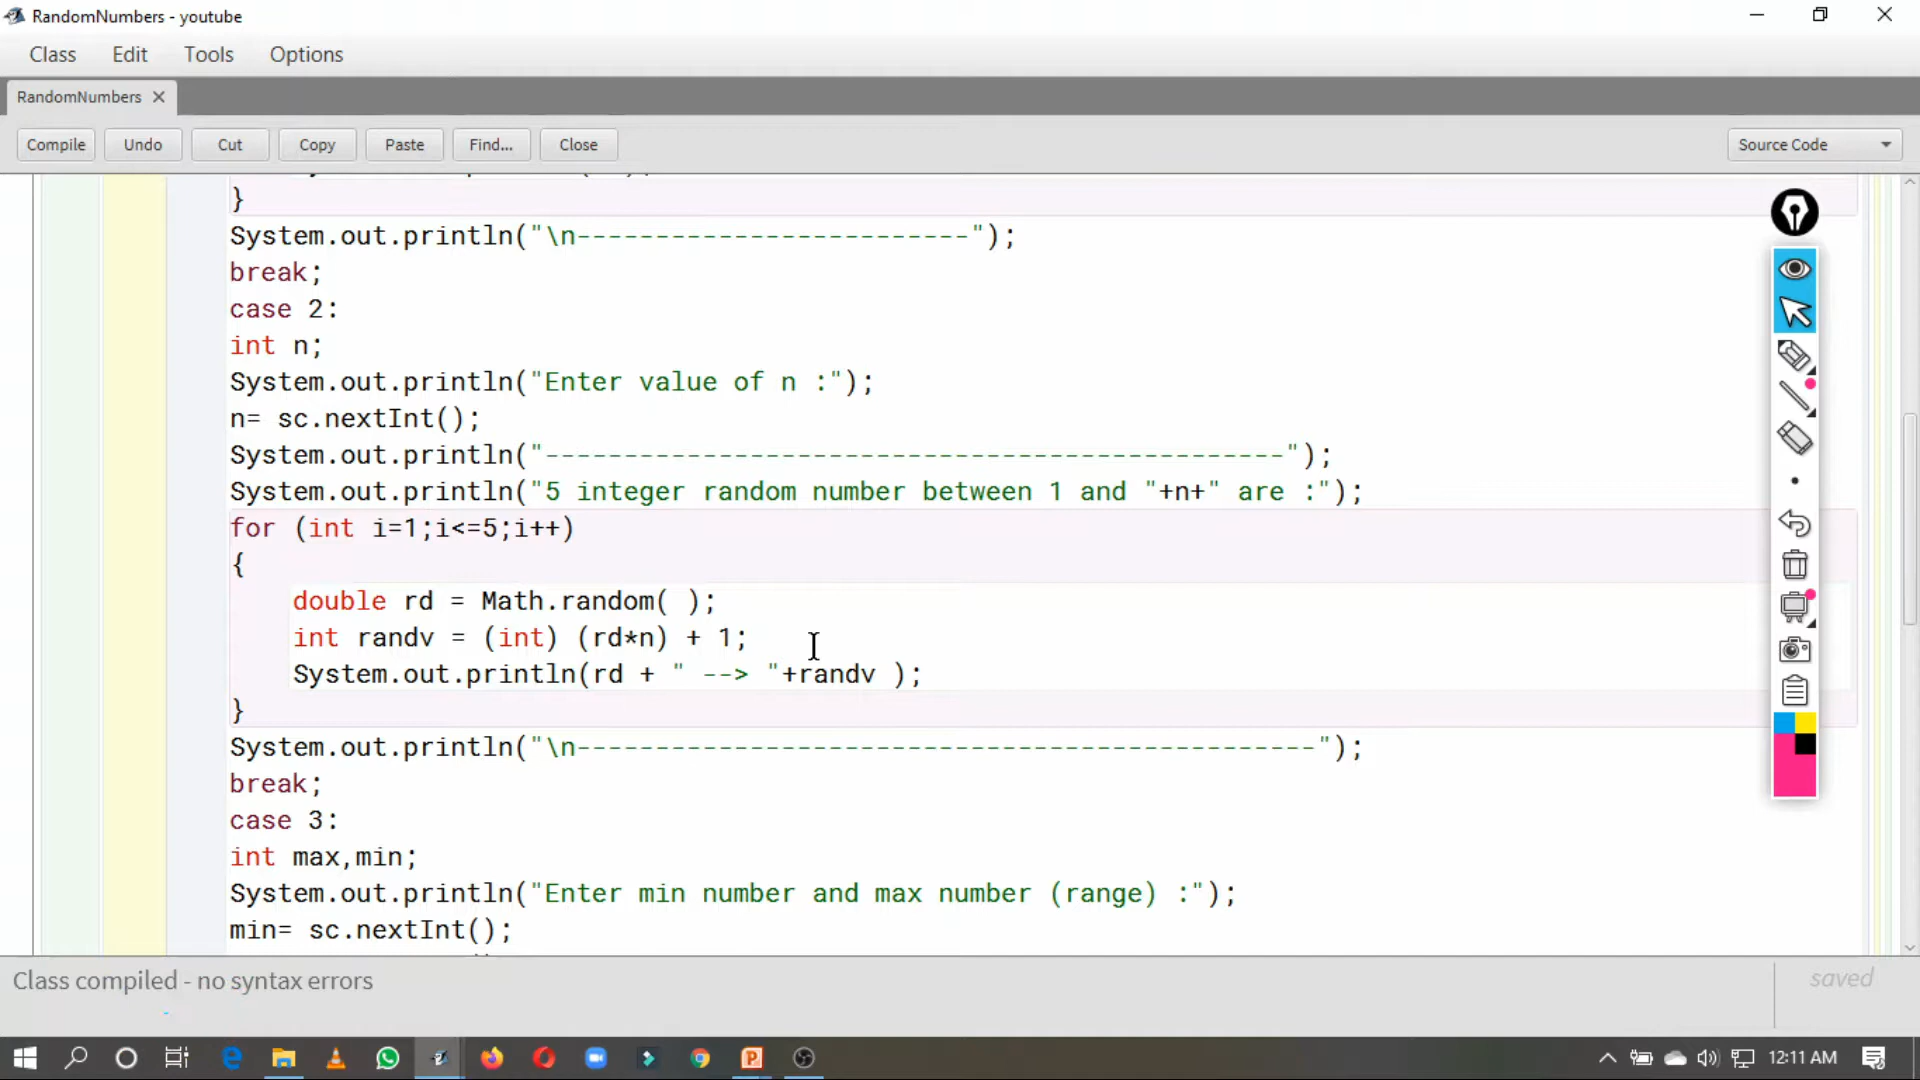 RandomNumbers - youtube
Class Edit Tools Options
RandomNumbers
Compile Undo Cut Copy Paste Find... Close Source Code
}
System.out.println("\n-------------------------");
break;
case 2:
int n;
System.out.println("Enter value of n :");
n= sc.nextInt();
System.out.println("-----------------------------------------------");
System.out.println("5 integer random number between 1 and "+n+" are :");
for (int i=1;i<=5;i++)
{
double rd = Math.random( );
int randv = (int) (rd*n) + 1;
System.out.println(rd + " --> "+randv );
}
System.out.println("\n-----------------------------------------------");
break;
case 3:
int max,min;
System.out.println("Enter min number and max number (range) :");
min= sc.nextInt();
Class compiled - no syntax errors
saved
12:11 AM